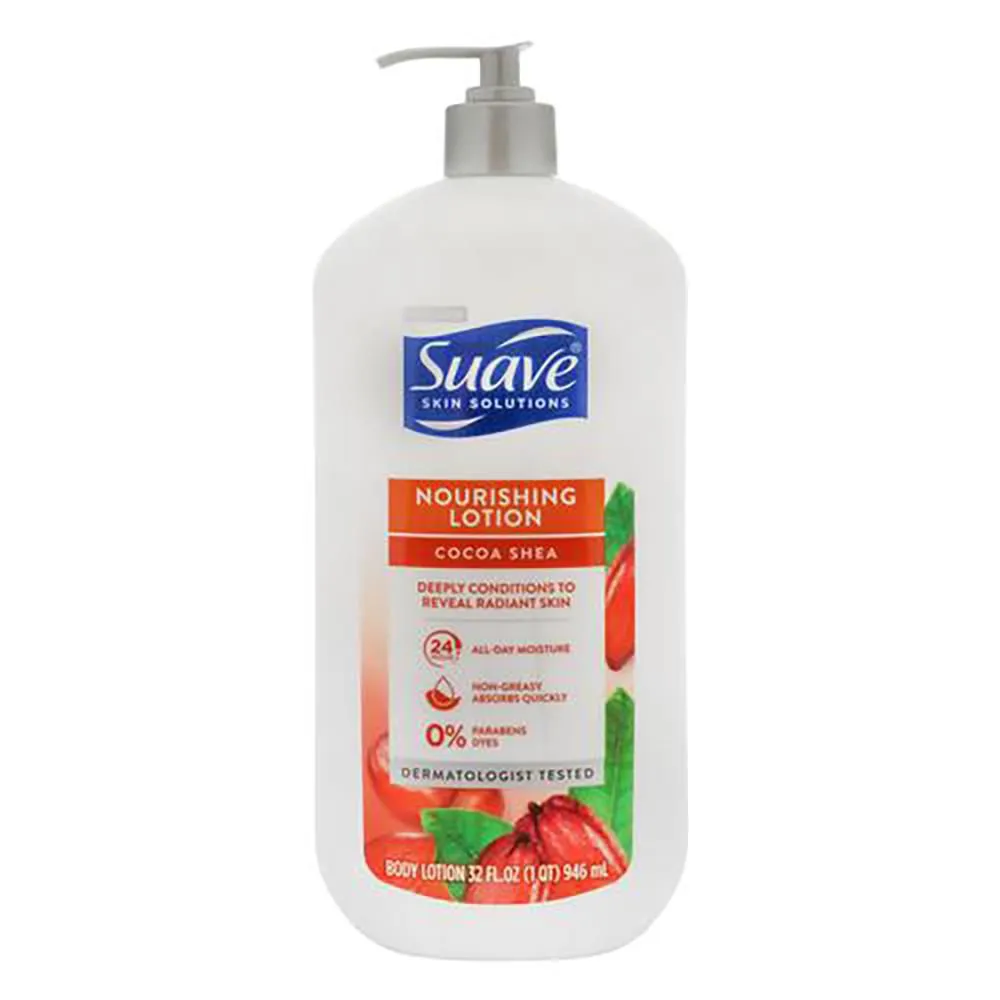 Suave®
SKIN SOLUTIONS
NOURISHING
LOTION
COCOA SHEA
DEEPLY CONDITIONS TO
REVEAL RADIANT SKIN
24
ALL-DAY MOISTURE
NON-GREASY
ABSORBS QUICKLY
0%
PARABENS
DYES
DERMATOLOGIST TESTED
BODY LOTION 32 FL.OZ (1 QT) 946 mL